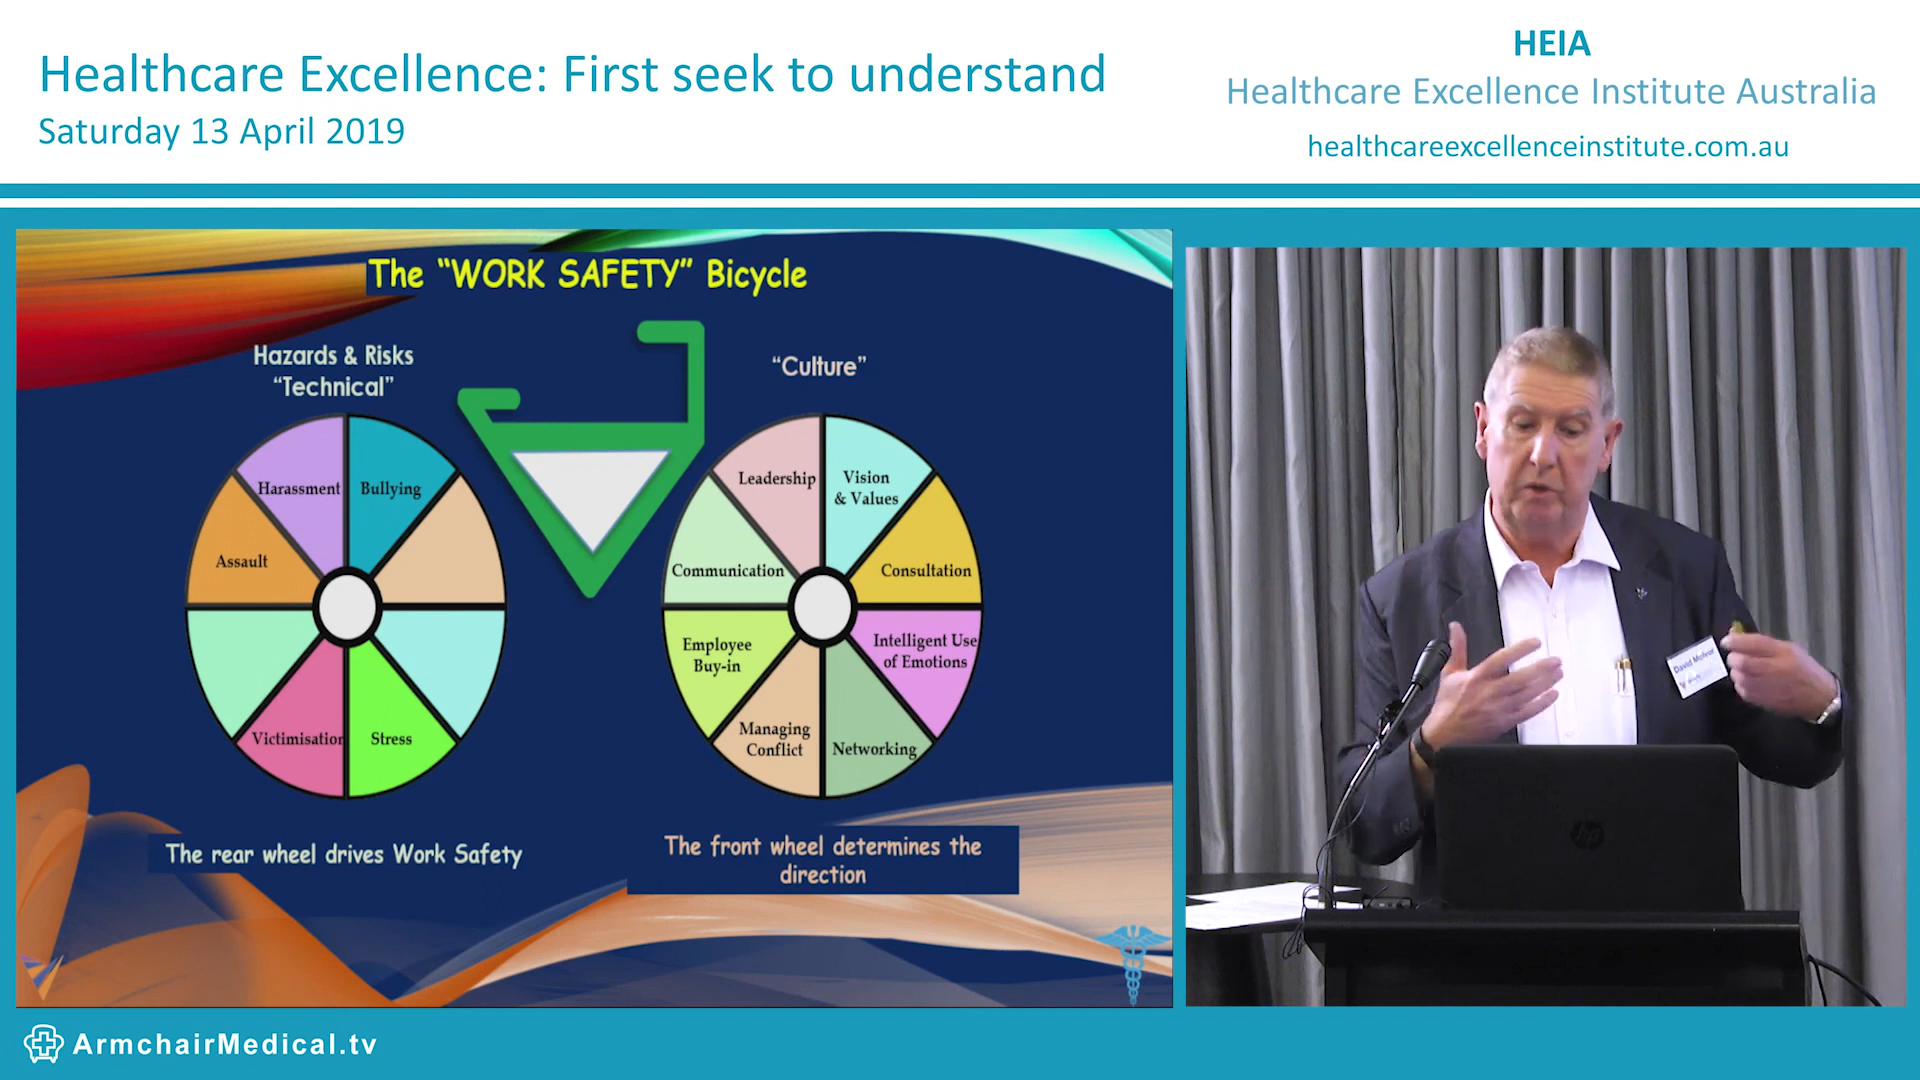 Healthcare Excellence: First seek to understand
Saturday 13 April 2019
HEIA
Healthcare Excellence Institute Australia
healthcareexcellenceinstitute.com.au
The “WORK SAFETY” Bicycle
Hazards & Risks
“Technical”
“Culture”
Harassment
Bullying
Assault
Victimisation
Stress
Leadership
Vision
& Values
Communication
Consultation
Employee
Buy-in
Intelligent Use
of Emotions
Managing
Conflict
Networking
The rear wheel drives Work Safety
The front wheel determines the
direction
David McIvor
hp
ArmchairMedical.tv